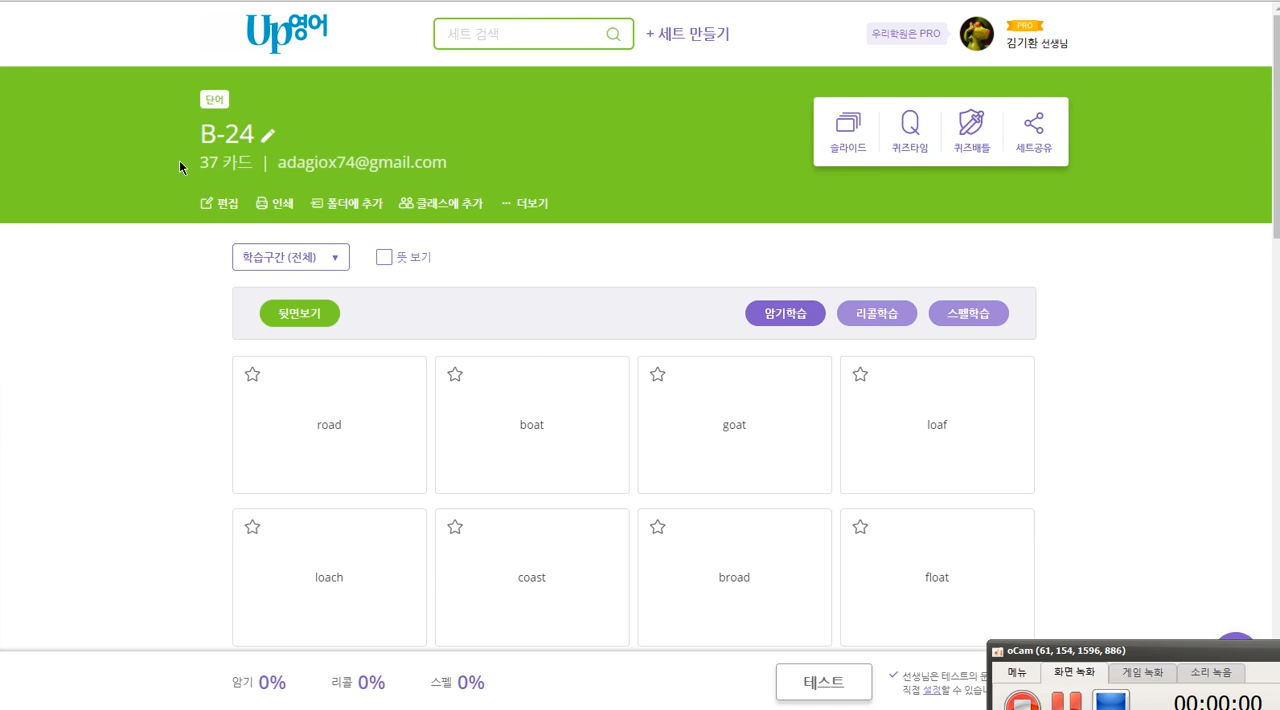 Up영어
세트 검색
+ 세트 만들기
우리학원은 PRO
PRO
김기환 선생님
단어
B-24
37 카드 | adagiox74@gmail.com
슬라이드
퀴즈타임
퀴즈배틀
세트공유
편집
인쇄
폴더에 추가
클래스에 추가
··· 더보기
학습구간 (전체) ▼
뜻 보기
뒷면보기
암기학습
리콜학습
스펠학습
road
boat
goat
loaf
loach
coast
broad
float
암기 0%
리콜 0%
스펠 0%
테스트
선생님은 테스트의 문
직접 설정할 수 있습
oCam (61, 154, 1596, 886)
메뉴
화면 녹화
게임 녹화
소리 녹음
00:00:00